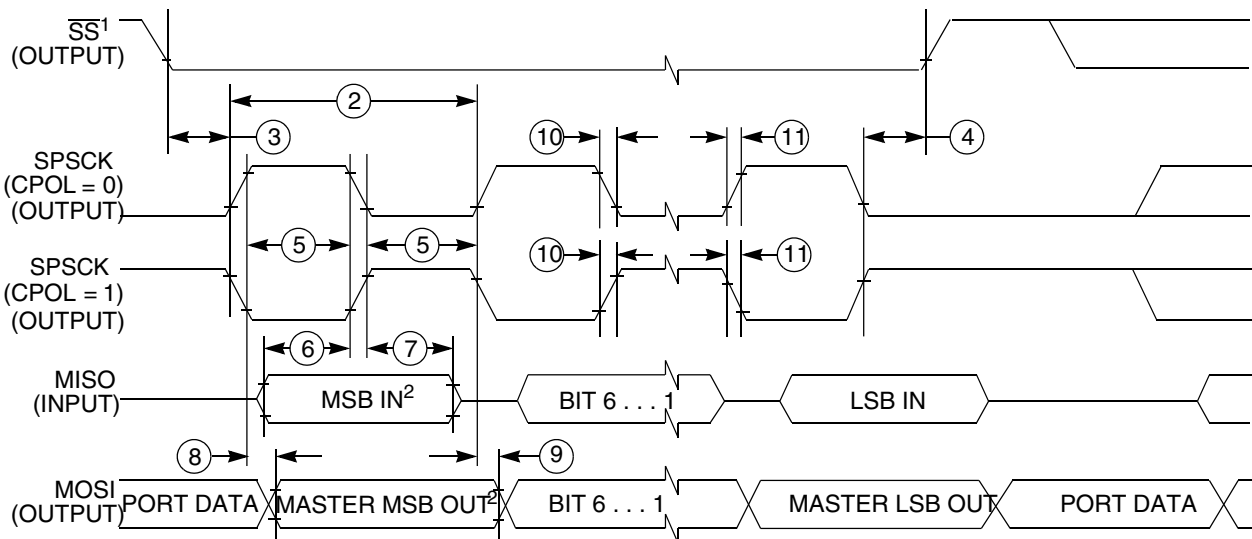 SS1
(OUTPUT)
2
3
10
11
4
SPSCK
(CPOL = 0)
(OUTPUT)
5
5
10
11
SPSCK
(CPOL = 1)
(OUTPUT)
6
7
MISO
(INPUT)
MSB IN2
BIT 6 . . . 1
LSB IN
8
9
MOSI
(OUTPUT)
PORT DATA
MASTER MSB OUT2
BIT 6 . . . 1
MASTER LSB OUT
PORT DATA